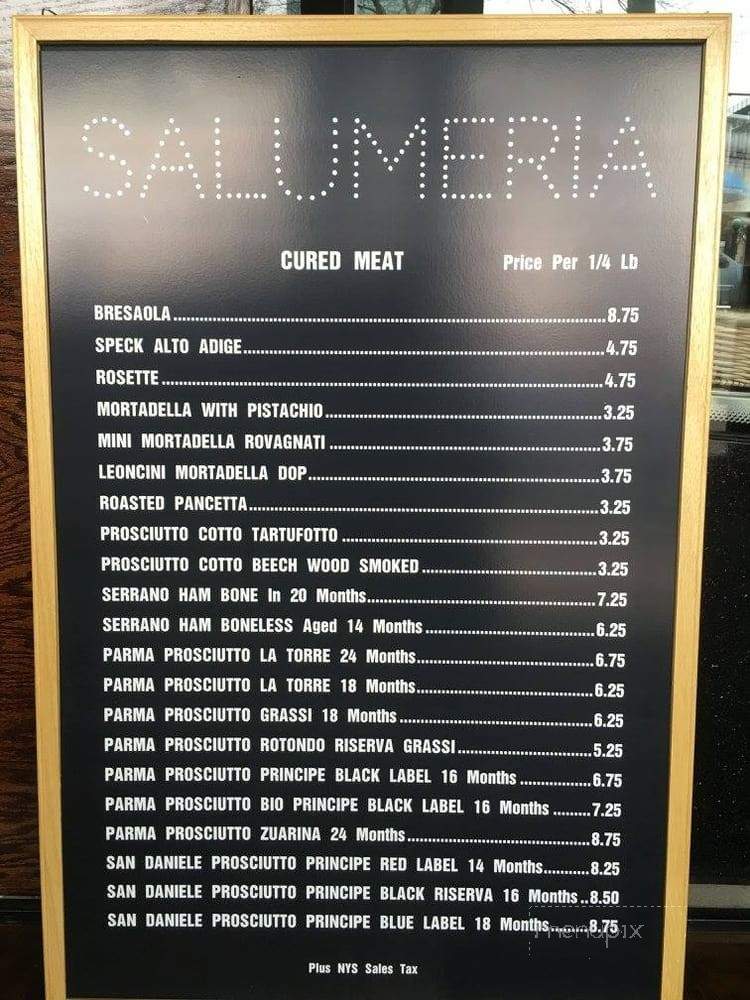 SALUMERIA
CURED MEAT Price Per 1/4 Lb
BRESAOLA 8.75
SPECK ALTO ADIGE 4.75
ROSETTE 4.75
MORTADELLA WITH PISTACHIO 3.25
MINI MORTADELLA ROVAGNATI 3.75
LEONCINI MORTADELLA DOP 3.75
ROASTED PANCETTA 3.25
PROSCIUTTO COTTO TARTUFOTTO 3.25
PROSCIUTTO COTTO BEECH WOOD SMOKED 3.25
SERRANO HAM BONE In 20 Months 7.25
SERRANO HAM BONELESS Aged 14 Months 6.25
PARMA PROSCIUTTO LA TORRE 24 Months 6.75
PARMA PROSCIUTTO LA TORRE 18 Months 6.25
PARMA PROSCIUTTO GRASSI 18 Months 6.25
PARMA PROSCIUTTO ROTONDO RISERVA GRASSI 5.25
PARMA PROSCIUTTO PRINCIPE BLACK LABEL 16 Months 6.75
PARMA PROSCIUTTO BIO PRINCIPE BLACK LABEL 16 Months 7.25
PARMA PROSCIUTTO ZUARINA 24 Months 8.75
SAN DANIELE PROSCIUTTO PRINCIPE RED LABEL 14 Months 8.25
SAN DANIELE PROSCIUTTO PRINCIPE BLACK RISERVA 16 Months 8.50
SAN DANIELE PROSCIUTTO PRINCIPE BLUE LABEL 18 Months 8.75
menupix
Plus NYS Sales Tax